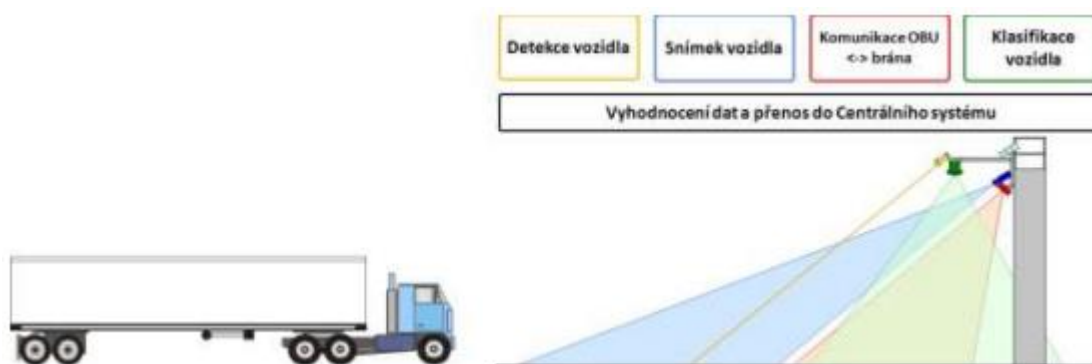 Detekce vozidla
Snímek vozidla
Komunikace OBU
<-> brána
Klasifikace
vozidla
Vyhodnocení dat a přenos do Centrálního systému